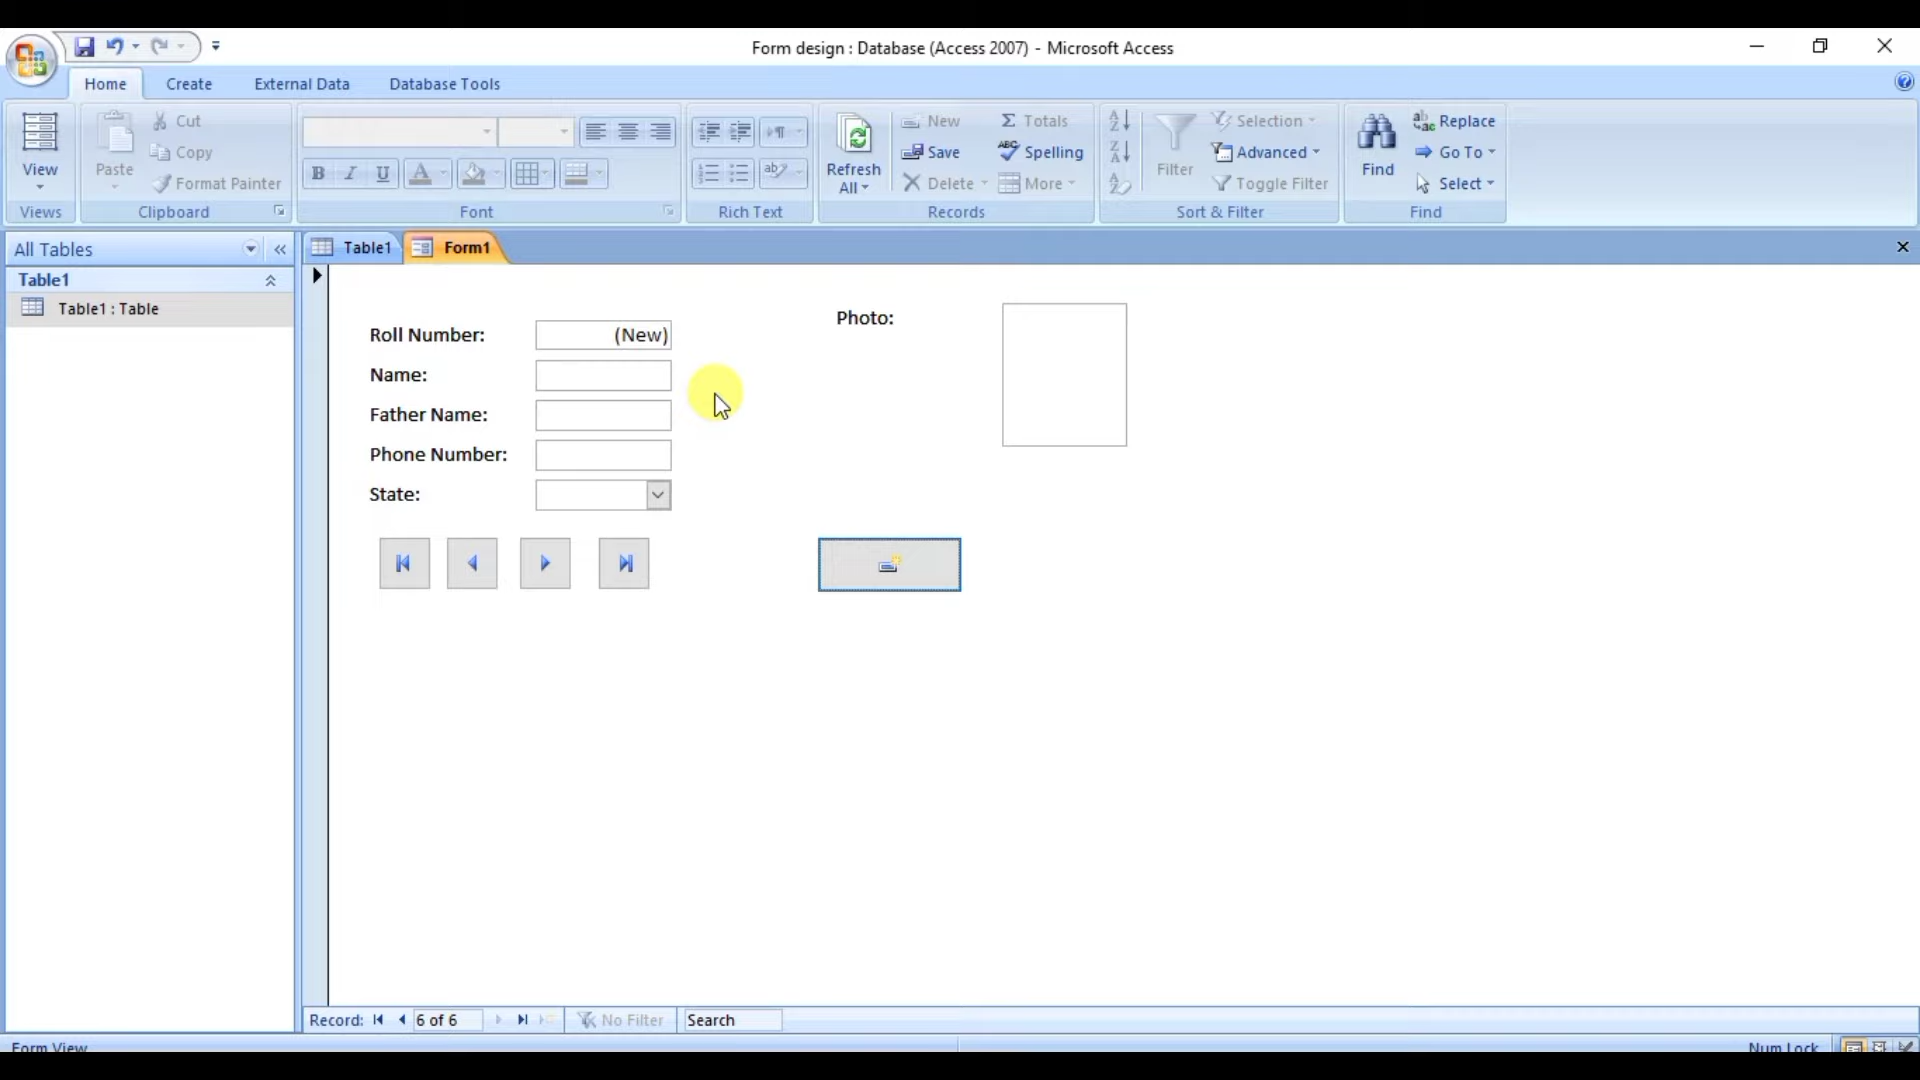 Form design : Database (Access 2007) - Microsoft Access
Home Create External Data Database Tools
View
Views
Paste
Cut
Copy
Format Painter
Clipboard
B I U A
Font
Rich Text
Refresh
All
New
Save
Delete
Totals
Spelling
More
Records
Filter
Selection
Advanced
Toggle Filter
Sort & Filter
Find
Replace
Go To
Select
Find
All Tables
Table1
Table1 : Table
Table1 Form1
Roll Number: (New)
Name:
Father Name:
Phone Number:
State:
Photo:
Record: 6 of 6 No Filter Search
Form View
Num Lock